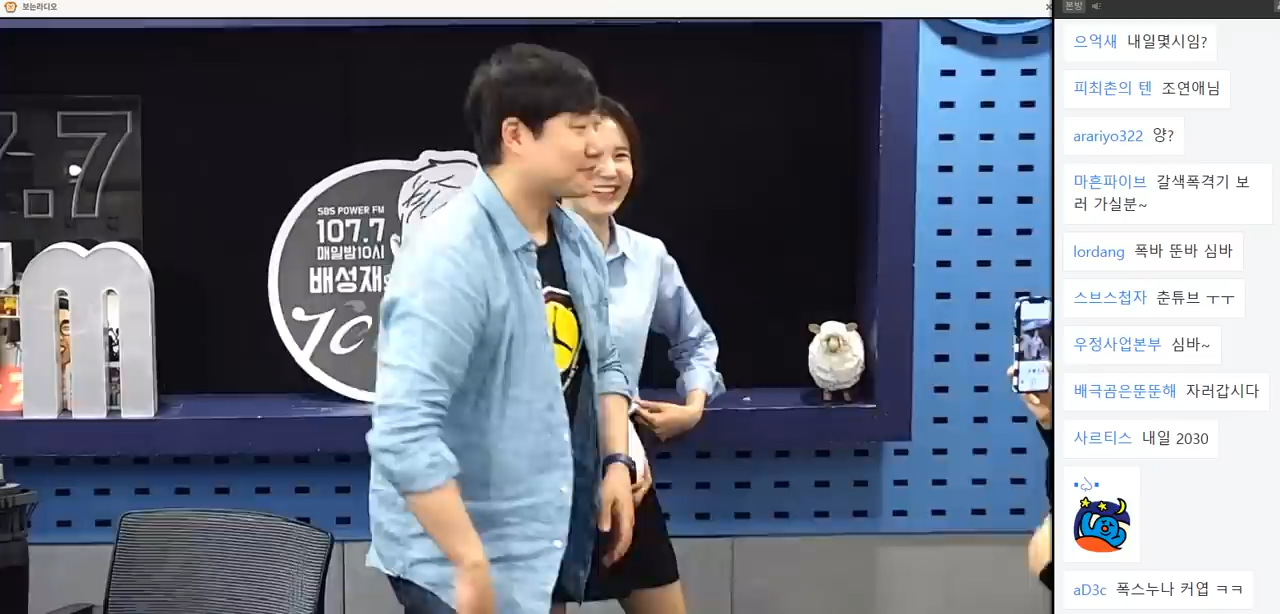 보는라디오
본방
.7
m
SBS POWER FM
107.7
매일밤10시
배성재
으억새 내일몇시임?
피최촌의 텐 조연애님
arariyo322 양?
마흔파이브 갈색폭격기 보
러 가실분~
lordang 폭바 뚠바 심바
스브스첩자 춘튜브 ㅜㅜ
우정사업본부 심바~
배극곰은뚠뚠해 자러갑시다
사르티스 내일 2030
aD3c 폭스누나 커엽 ㅋㅋ